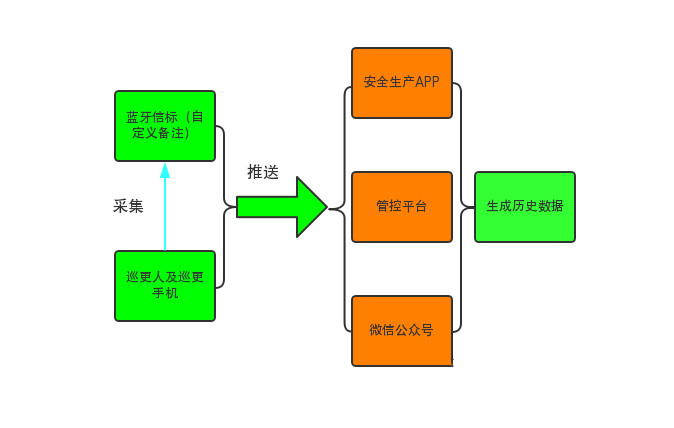 蓝牙信标（自
定义备注）
采集
巡更人及巡更
手机
推送
安全生产APP
管控平台
微信公众号
生成历史数据